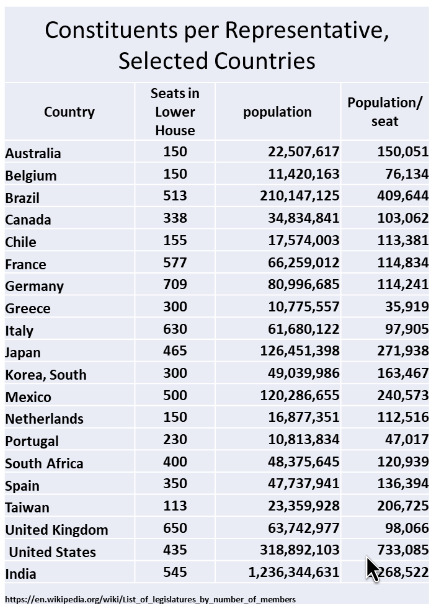 Constituents per Representative,
Selected Countries
Country Seats in Lower House population Population/ seat
Australia 150 22,507,617 150,051
Belgium 150 11,420,163 76,134
Brazil 513 210,147,125 409,644
Canada 338 34,834,841 103,062
Chile 155 17,574,003 113,381
France 577 66,259,012 114,834
Germany 709 80,996,685 114,241
Greece 300 10,775,557 35,919
Italy 630 61,680,122 97,905
Japan 465 126,451,398 271,938
Korea, South 300 49,039,986 163,467
Mexico 500 120,286,655 240,573
Netherlands 150 16,877,351 112,516
Portugal 230 10,813,834 47,017
South Africa 400 48,375,645 120,939
Spain 350 47,737,941 136,394
Taiwan 113 23,359,928 206,725
United Kingdom 650 63,742,977 98,066
United States 435 318,892,103 733,085
India 545 1,236,344,631 268,522
https://en.wikipedia.org/wiki/List_of_legislatures_by_number_of_members